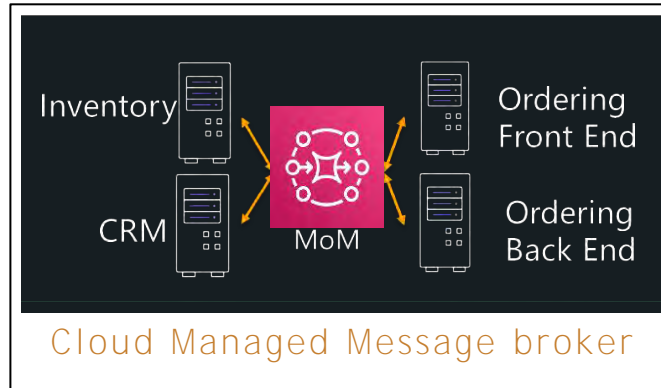 Inventory
CRM
MoM
Ordering
Front End
Ordering
Back End
Cloud Managed Message broker